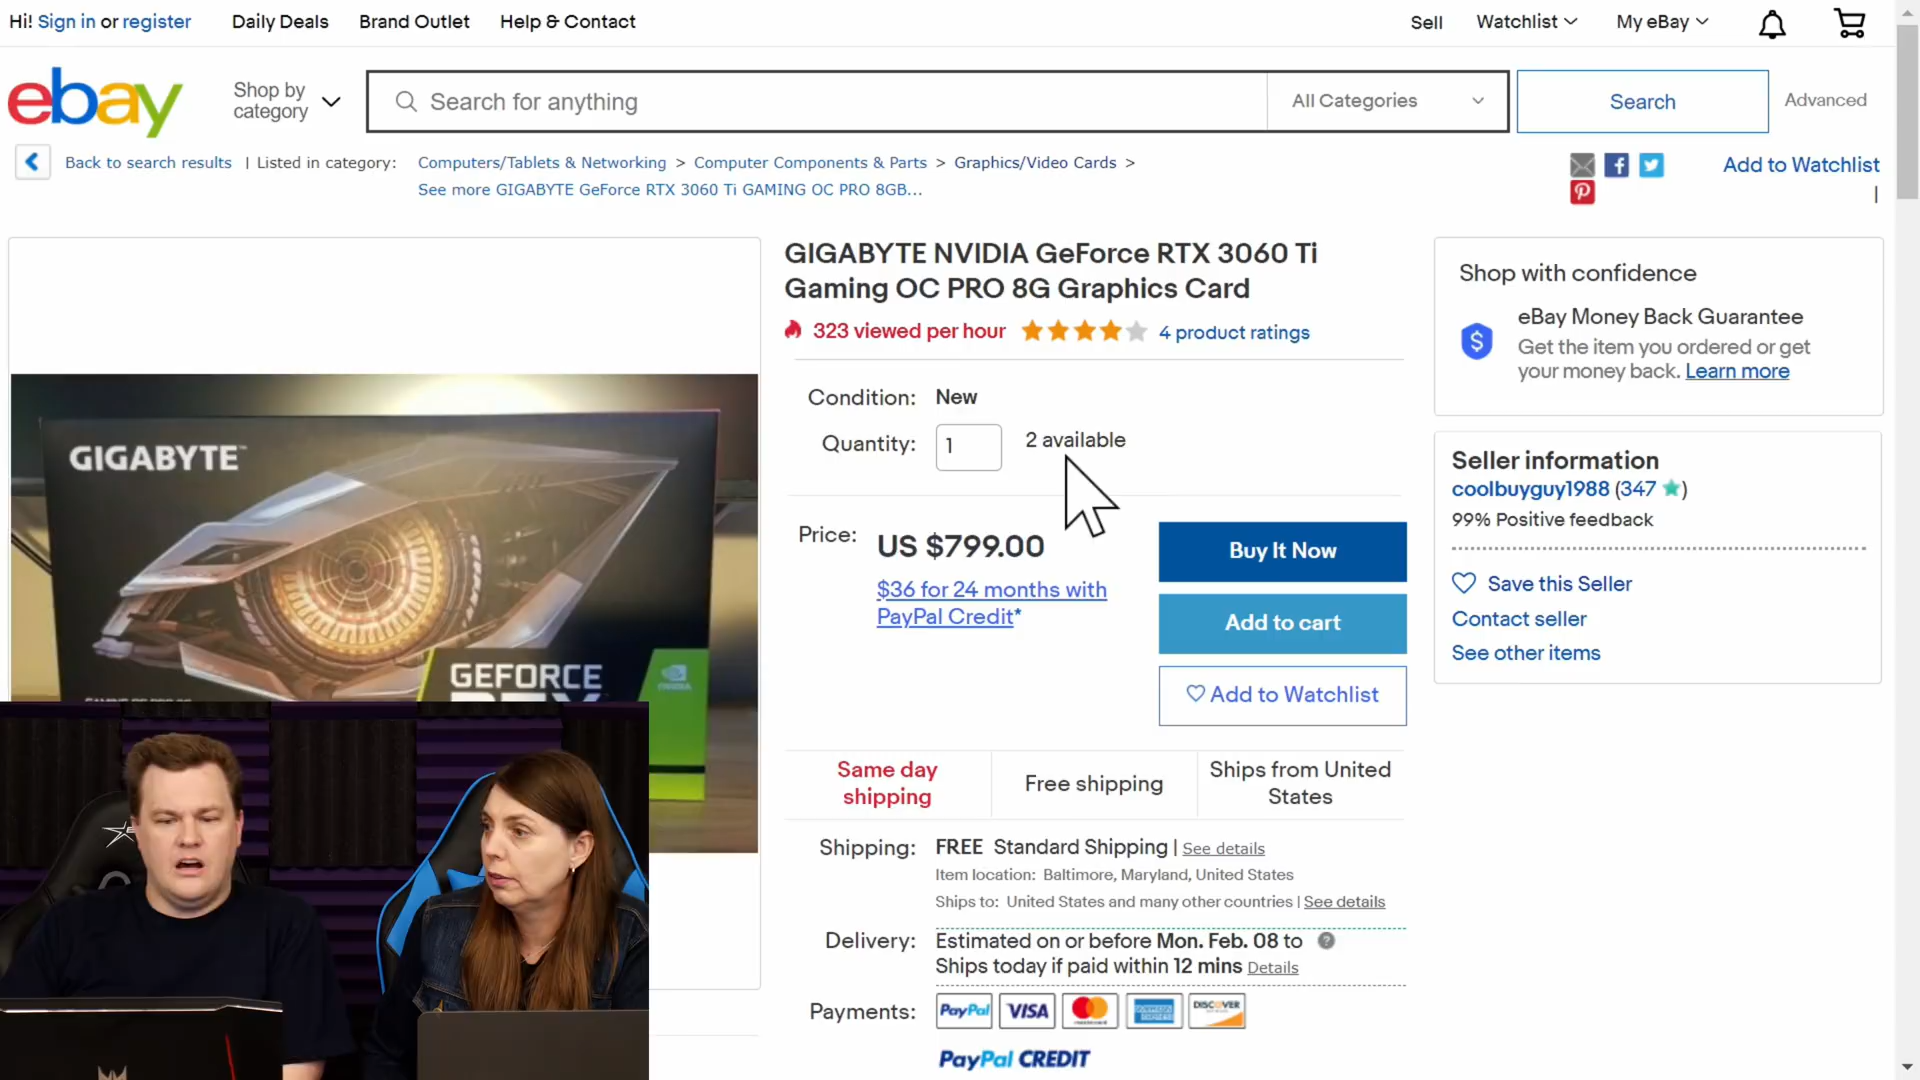 Hi! Sign in or register
Daily Deals
Brand Outlet
Help & Contact
Sell
Watchlist
My eBay
ebay
Shop by
category
Search for anything
All Categories
Search
Advanced
Back to search results | Listed in category:
Computers/Tablets & Networking > Computer Components & Parts > Graphics/Video Cards >
See more GIGABYTE GeForce RTX 3060 Ti GAMING OC PRO 8GB...
Add to Watchlist
|
GIGABYTE NVIDIA GeForce RTX 3060 Ti
Gaming OC PRO 8G Graphics Card
323 viewed per hour
4 product ratings
Condition: New
Quantity: 1 2 available
Price: US $799.00
$36 for 24 months with
PayPal Credit*
Buy It Now
Add to cart
Add to Watchlist
Same day
shipping
Free shipping
Ships from United
States
Shipping: FREE Standard Shipping | See details
Item location: Baltimore, Maryland, United States
Ships to: United States and many other countries | See details
Delivery: Estimated on or before Mon. Feb. 08 to
Ships today if paid within 12 mins Details
Payments: PayPal VISA mastercard DISCOVER
PayPal CREDIT
Shop with confidence
eBay Money Back Guarantee
Get the item you ordered or get
your money back. Learn more
Seller information
coolbuyguy1988 (347)
99% Positive feedback
Save this Seller
Contact seller
See other items
GIGABYTE
GEFORCE
RTX
NVIDIA